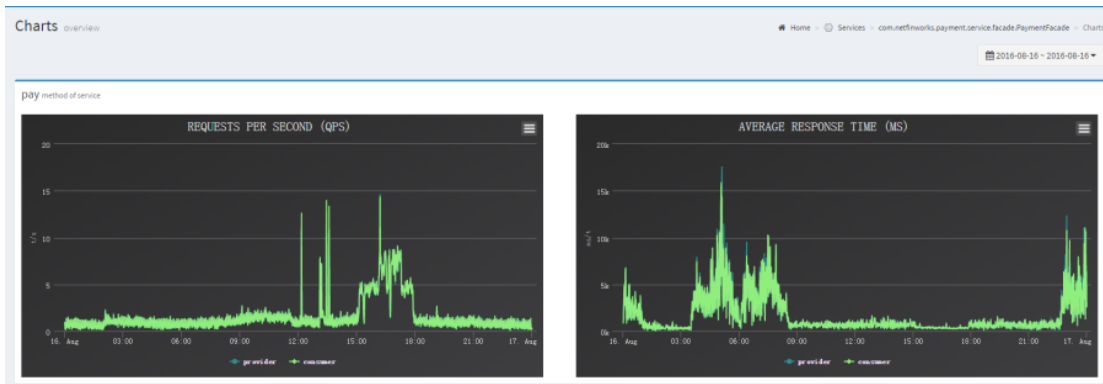 Charts overview
Home > Services > com.netfinworks.payment.service.facade.PaymentFacade > Charts
2016-08-16 ~ 2016-08-16
pay method of service
REQUESTS PER SECOND (QPS)
20
15
10
5
0
t/s
16. Aug 03:00 06:00 09:00 12:00 15:00 18:00 21:00 17. Aug
provider consumer
AVERAGE RESPONSE TIME (MS)
20k
15k
10k
5k
0k
ms/t
16. Aug 03:00 06:00 09:00 12:00 15:00 18:00 21:00 17. Aug
provider consumer